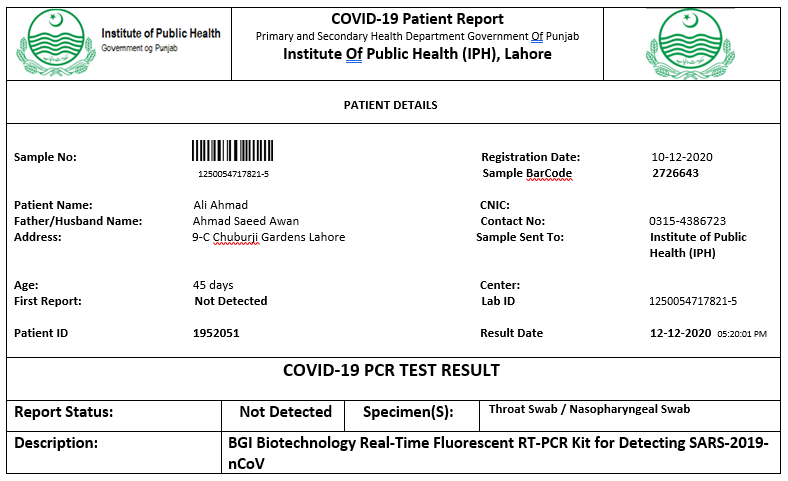 Institute of Public Health
Government og Punjab
COVID-19 Patient Report
Primary and Secondary Health Department Government Of Punjab
Institute Of Public Health (IPH), Lahore
PATIENT DETAILS
Sample No:
1250054717821-5
Registration Date: 10-12-2020
Sample BarCode 2726643
Patient Name: Ali Ahmad CNIC:
Father/Husband Name: Ahmad Saeed Awan Contact No: 0315-4386723
Address: 9-C Chuburji Gardens Lahore Sample Sent To: Institute of Public
Health (IPH)
Age: 45 days Center:
First Report: Not Detected Lab ID 1250054717821-5
Patient ID 1952051 Result Date 12-12-2020 05:20:01 PM
COVID-19 PCR TEST RESULT
Report Status: Not Detected Specimen(S): Throat Swab / Nasopharyngeal Swab
Description: BGI Biotechnology Real-Time Fluorescent RT-PCR Kit for Detecting SARS-2019-
nCoV